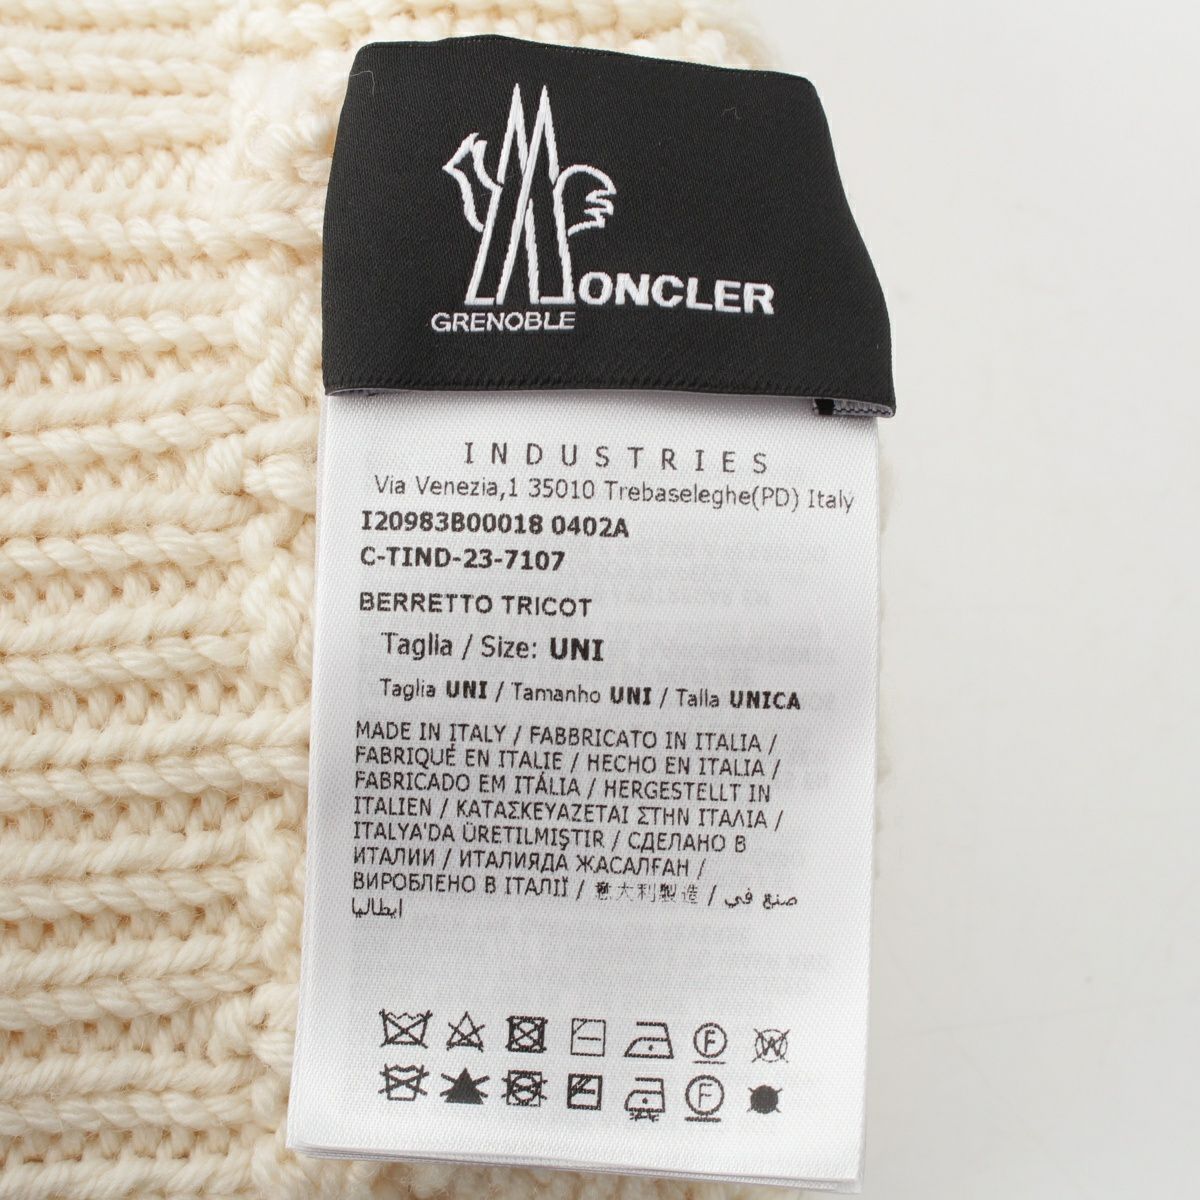 MONCLER
GRENOBLE
INDUSTRIES
Via Venezia,1 35010 Trebaseleghe(PD) Italy
I20983B00018 0402A
C-TIND-23-7107
BERRETTO TRICOT
Taglia / Size: UNI
Taglia UNI / Tamanho UNI / Talla UNICA
MADE IN ITALY / FABBRICATO IN ITALIA /
FABRIQUÉ EN ITALIE / HECHO EN ITALIA /
FABRICADO EM ITÁLIA / HERGESTELLT IN
ITALIEN / ΚΑΤΑΣΚΕΥΑΖΕΤΑΙ ΣΤΗΝ ΙΤΑΛΙΑ /
ITALYA'DA ÜRETILMIŞTIR / СДЕЛАНО В
ИТАЛИИ / ИТАЛИЯДА ЖАСАЛҒАН /
ВИРОБЛЕНО В ІТАЛІЇ / 意大利製造 / صنع في
ايطاليا
F
W
F